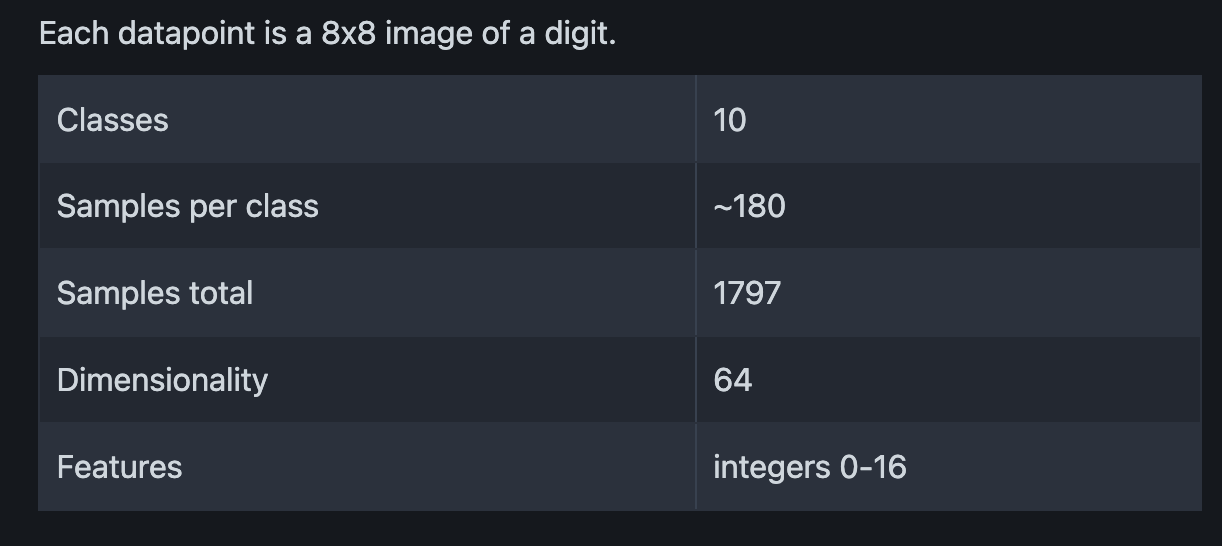 Each datapoint is a 8x8 image of a digit.
Classes 10
Samples per class ~180
Samples total 1797
Dimensionality 64
Features integers 0-16